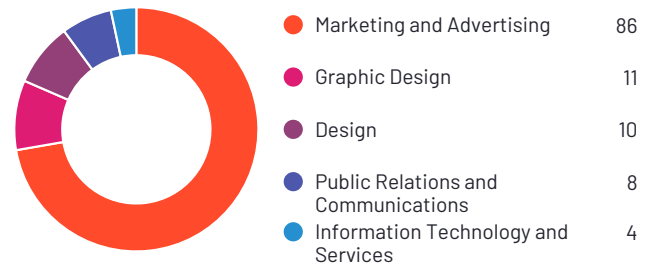 Marketing and Advertising 86
Graphic Design 11
Design 10
Public Relations and 8
Communications
Information Technology and 4
Services